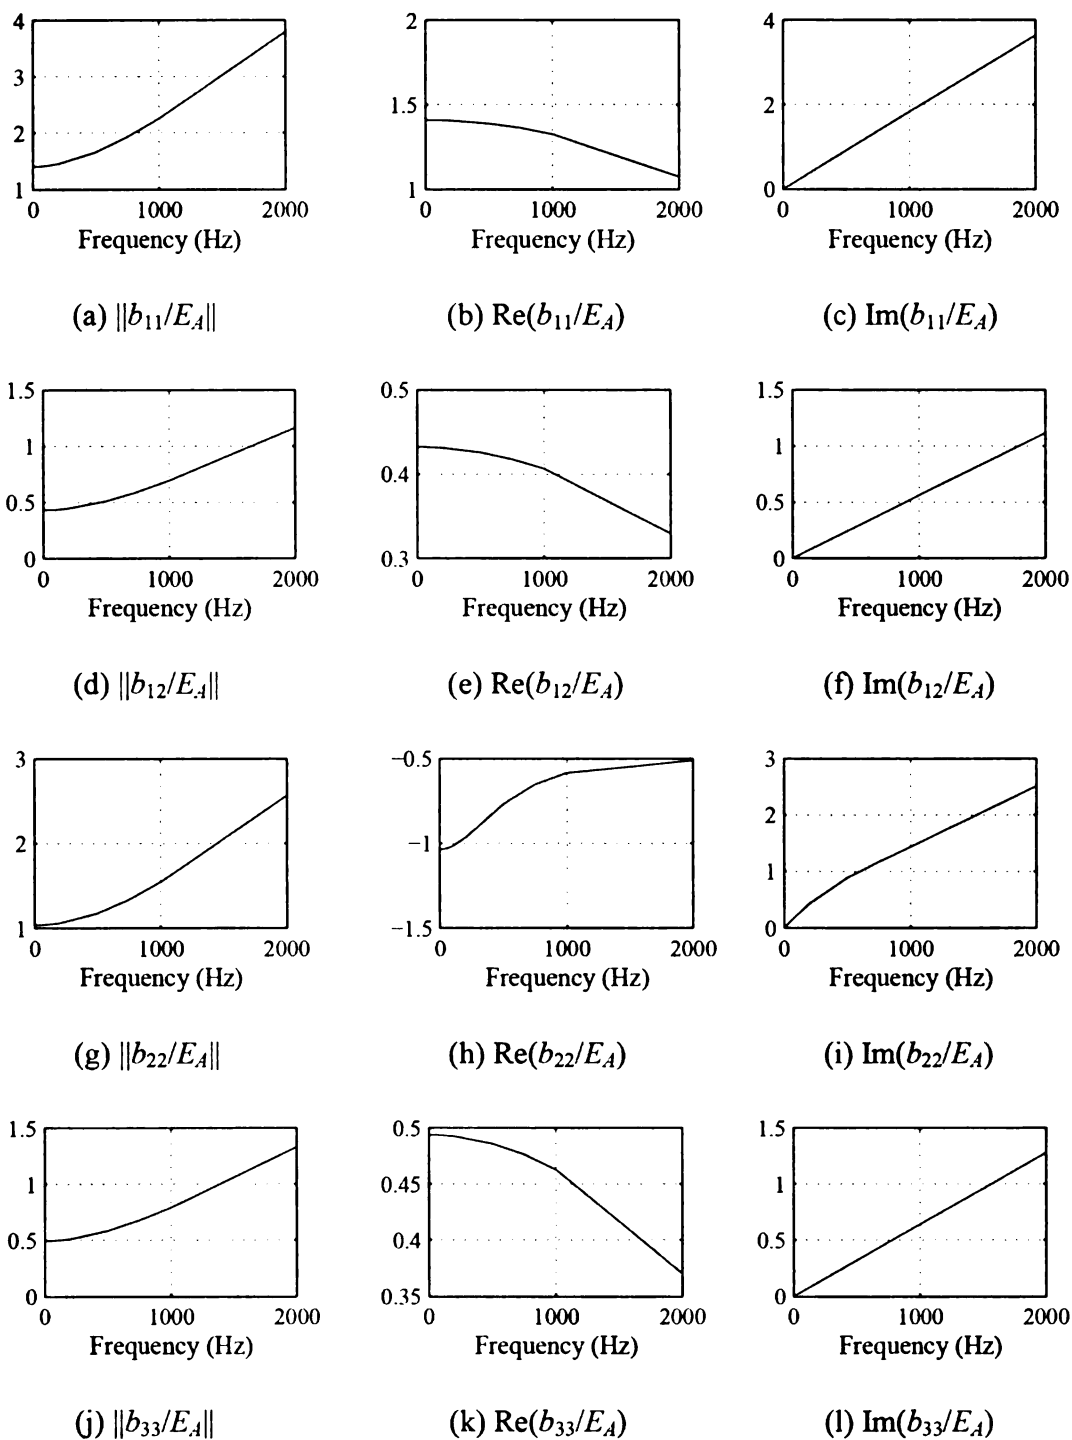 4
3
2
1
0 1000 2000
Frequency (Hz)
(a) ||b11/EA||
2
1.5
1
0 1000 2000
Frequency (Hz)
(b) Re(b11/EA)
4
2
0
0 1000 2000
Frequency (Hz)
(c) Im(b11/EA)
1.5
1
0.5
0
0 1000 2000
Frequency (Hz)
(d) ||b12/EA||
0.5
0.4
0.3
0 1000 2000
Frequency (Hz)
(e) Re(b12/EA)
1.5
1
0.5
0
0 1000 2000
Frequency (Hz)
(f) Im(b12/EA)
3
2
1
0 1000 2000
Frequency (Hz)
(g) ||b22/EA||
−0.5
−1
−1.5
0 1000 2000
Frequency (Hz)
(h) Re(b22/EA)
3
2
1
0
0 1000 2000
Frequency (Hz)
(i) Im(b22/EA)
1.5
1
0.5
0
0 1000 2000
Frequency (Hz)
(j) ||b33/EA||
0.5
0.45
0.4
0.35
0 1000 2000
Frequency (Hz)
(k) Re(b33/EA)
1.5
1
0.5
0
0 1000 2000
Frequency (Hz)
(l) Im(b33/EA)